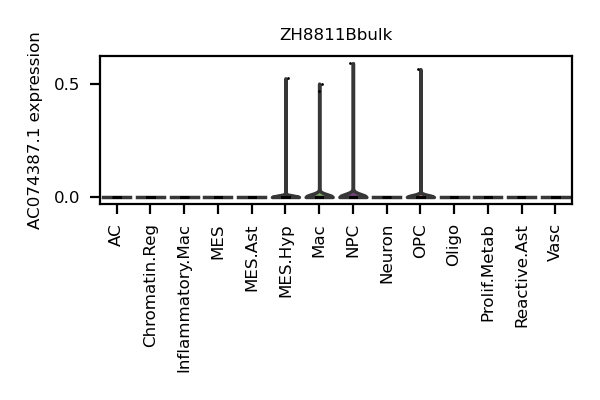 ZH8811Bbulk
AC074387.1 expression
0.5
0.0
AC
Chromatin.Reg
Inflammatory.Mac
MES
MES.Ast
MES.Hyp
Mac
NPC
Neuron
OPC
Oligo
Prolif.Metab
Reactive.Ast
Vasc